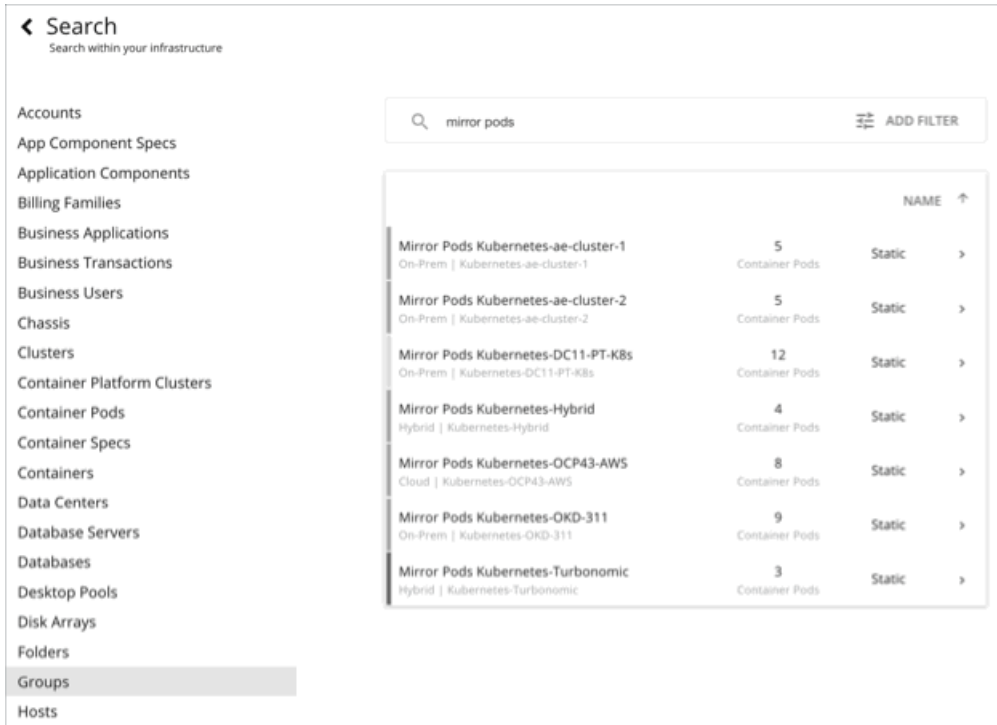 Search
Search within your infrastructure
Accounts
App Component Specs
Application Components
Billing Families
Business Applications
Business Transactions
Business Users
Chassis
Clusters
Container Platform Clusters
Container Pods
Container Specs
Containers
Data Centers
Database Servers
Databases
Desktop Pools
Disk Arrays
Folders
Groups
Hosts
mirror pods ADD FILTER
NAME
Mirror Pods Kubernetes-ae-cluster-1 5 Static
On-Prem | Kubernetes-ae-cluster-1 Container Pods
Mirror Pods Kubernetes-ae-cluster-2 5 Static
On-Prem | Kubernetes-ae-cluster-2 Container Pods
Mirror Pods Kubernetes-DC11-PT-K8s 12 Static
On-Prem | Kubernetes-DC11-PT-K8s Container Pods
Mirror Pods Kubernetes-Hybrid 4 Static
Hybrid | Kubernetes-Hybrid Container Pods
Mirror Pods Kubernetes-OCP43-AWS 8 Static
Cloud | Kubernetes-OCP43-AWS Container Pods
Mirror Pods Kubernetes-OKD-311 9 Static
On-Prem | Kubernetes-OKD-311 Container Pods
Mirror Pods Kubernetes-Turbonomic 3 Static
Hybrid | Kubernetes-Turbonomic Container Pods